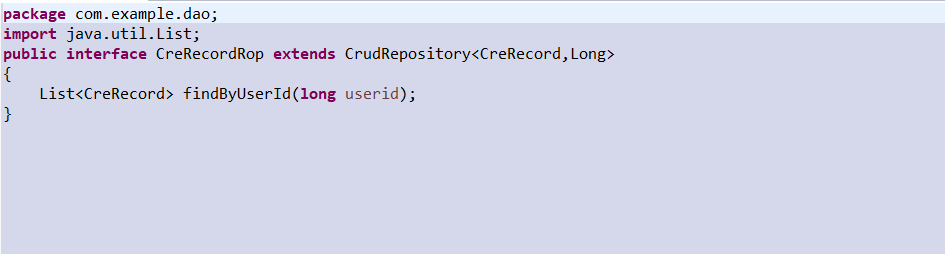 package com.example.dao;
import java.util.List;
public interface CreRecordRop extends CrudRepository<CreRecord,Long>
{
    List<CreRecord> findByUserId(long userid);
}